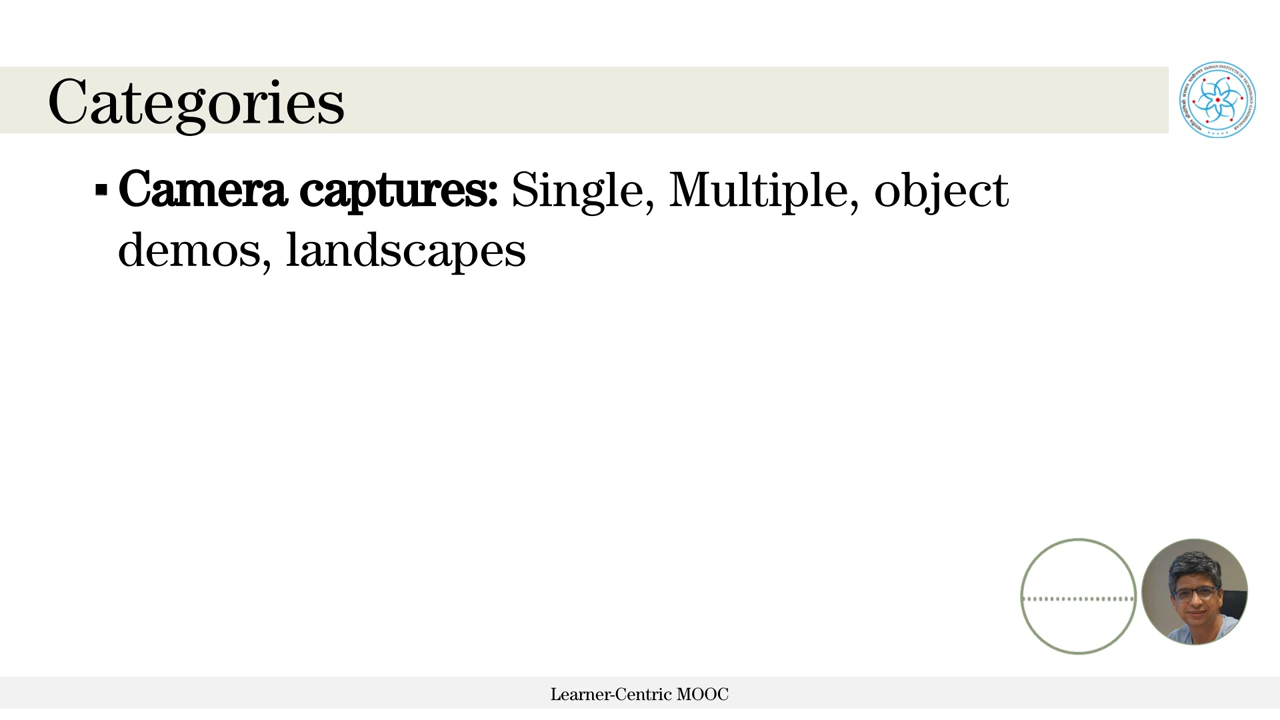 Categories
▪ Camera captures: Single, Multiple, object
demos, landscapes
Learner-Centric MOOC